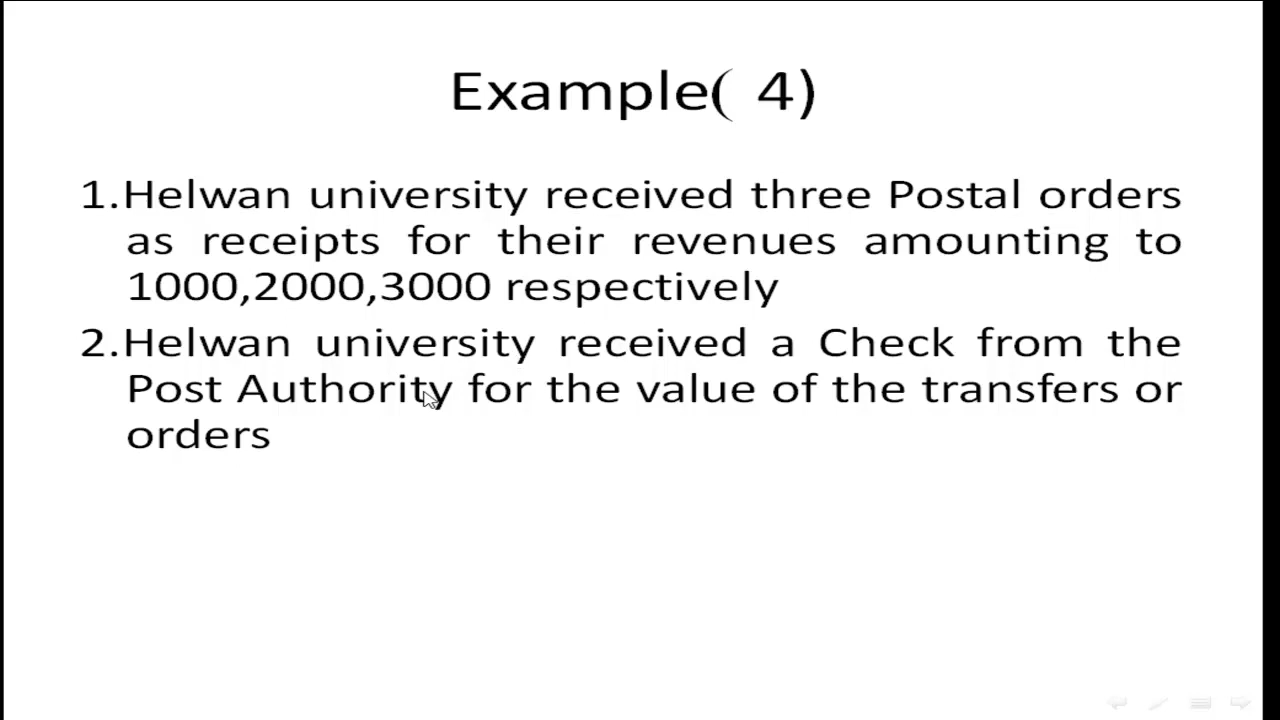 Example( 4)
1.Helwan university received three Postal orders
as receipts for their revenues amounting to
1000,2000,3000 respectively
2.Helwan university received a Check from the
Post Authority for the value of the transfers or
orders